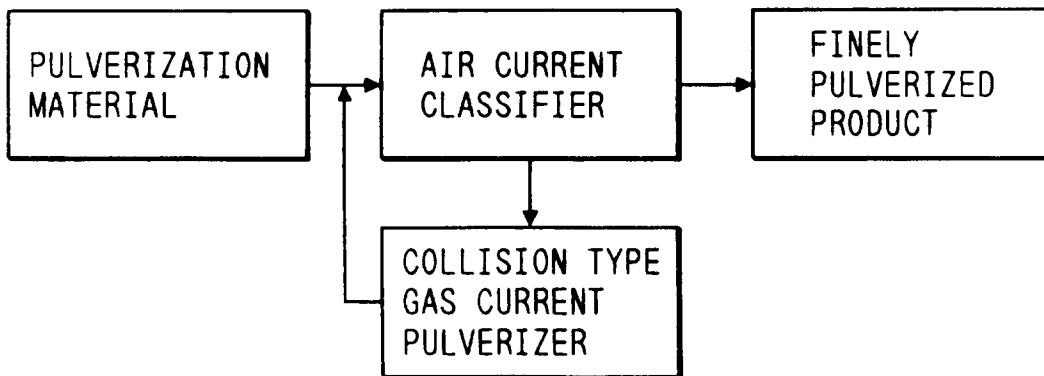 PULVERIZATION
MATERIAL
AIR CURRENT
CLASSIFIER
FINELY
PULVERIZED
PRODUCT
COLLISION TYPE
GAS CURRENT
PULVERIZER